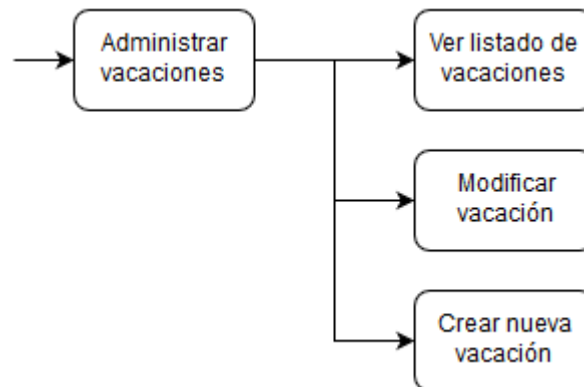 Administrar
vacaciones
Ver listado de
vacaciones
Modificar
vacación
Crear nueva
vacación